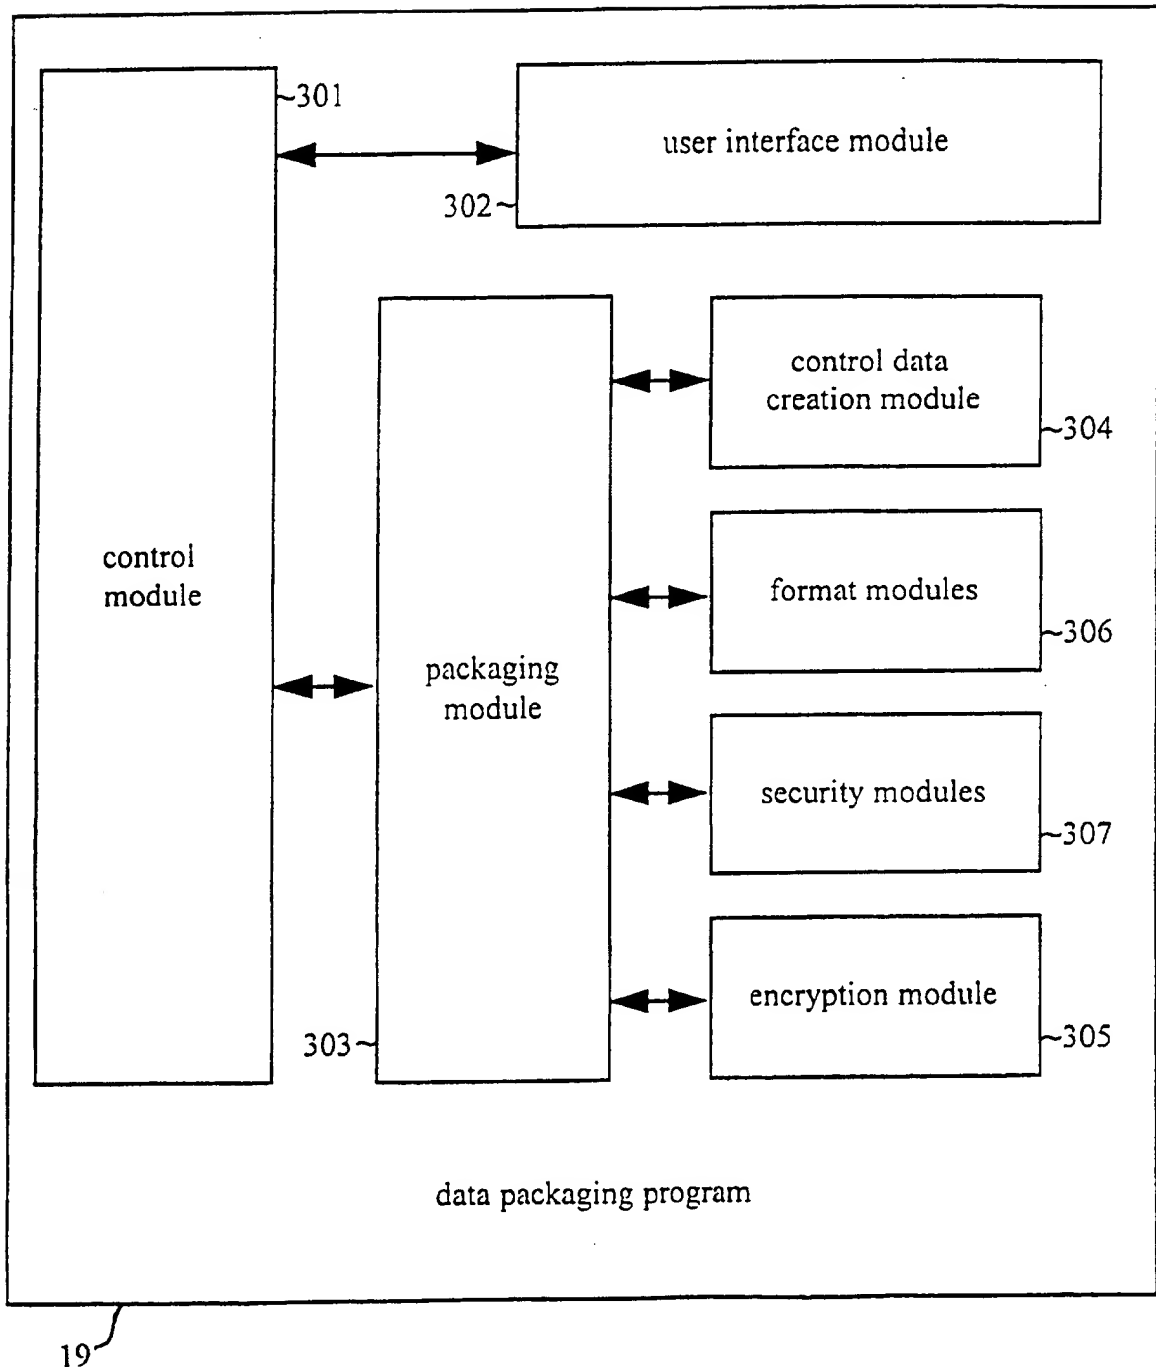 301
user interface module
302
control data
creation module
304
control
module
format modules
306
packaging
module
security modules
307
encryption module
303
305
data packaging program
19